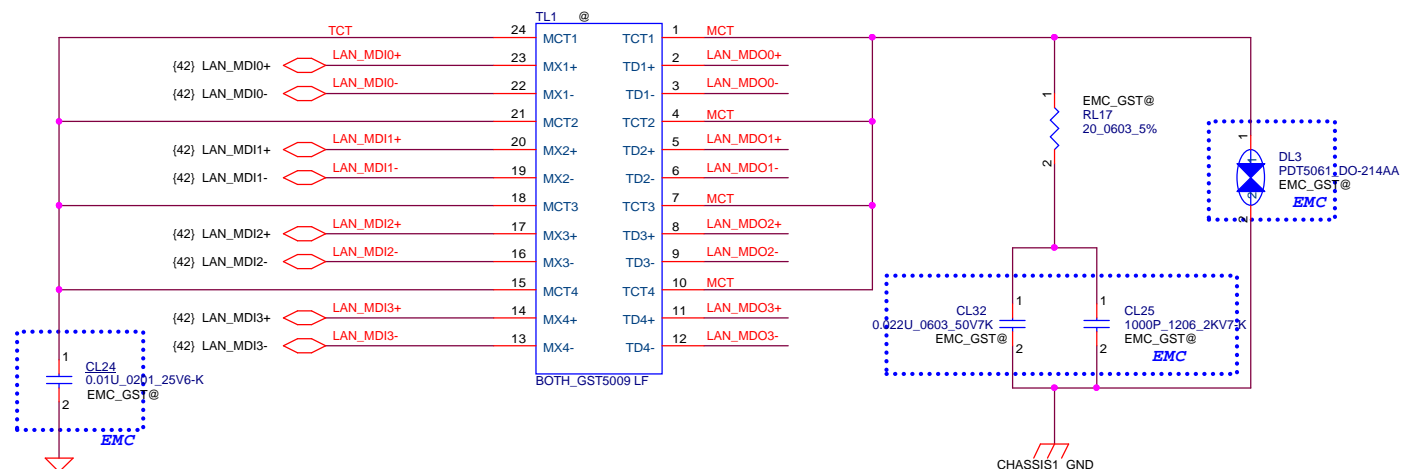 TL1 @
TCT 24 MCT1 TCT1 1 MCT
{42} LAN_MDI0+ LAN_MDI0+ 23 MX1+ TD1+ 2 LAN_MDO0+
{42} LAN_MDI0- LAN_MDI0- 22 MX1- TD1- 3 LAN_MDO0-
21 MCT2 TCT2 4 MCT
{42} LAN_MDI1+ LAN_MDI1+ 20 MX2+ TD2+ 5 LAN_MDO1+
{42} LAN_MDI1- LAN_MDI1- 19 MX2- TD2- 6 LAN_MDO1-
18 MCT3 TCT3 7 MCT
{42} LAN_MDI2+ LAN_MDI2+ 17 MX3+ TD3+ 8 LAN_MDO2+
{42} LAN_MDI2- LAN_MDI2- 16 MX3- TD3- 9 LAN_MDO2-
15 MCT4 TCT4 10 MCT
{42} LAN_MDI3+ LAN_MDI3+ 14 MX4+ TD4+ 11 LAN_MDO3+
{42} LAN_MDI3- LAN_MDI3- 13 MX4- TD4- 12 LAN_MDO3-
BOTH_GST5009 LF
1
CL24
0.01U_0201_25V6-K
EMC_GST@
2
EMC
1
EMC_GST@
RL17
20_0603_5%
2
1
1
DL3
PDT5061_DO-214AA
EMC_GST@
EMC
2
2
1
CL32
0.022U_0603_50V7K
EMC_GST@
2
1
CL25
1000P_1206_2KV7-K
EMC_GST@
2
EMC
CHASSIS1_GND